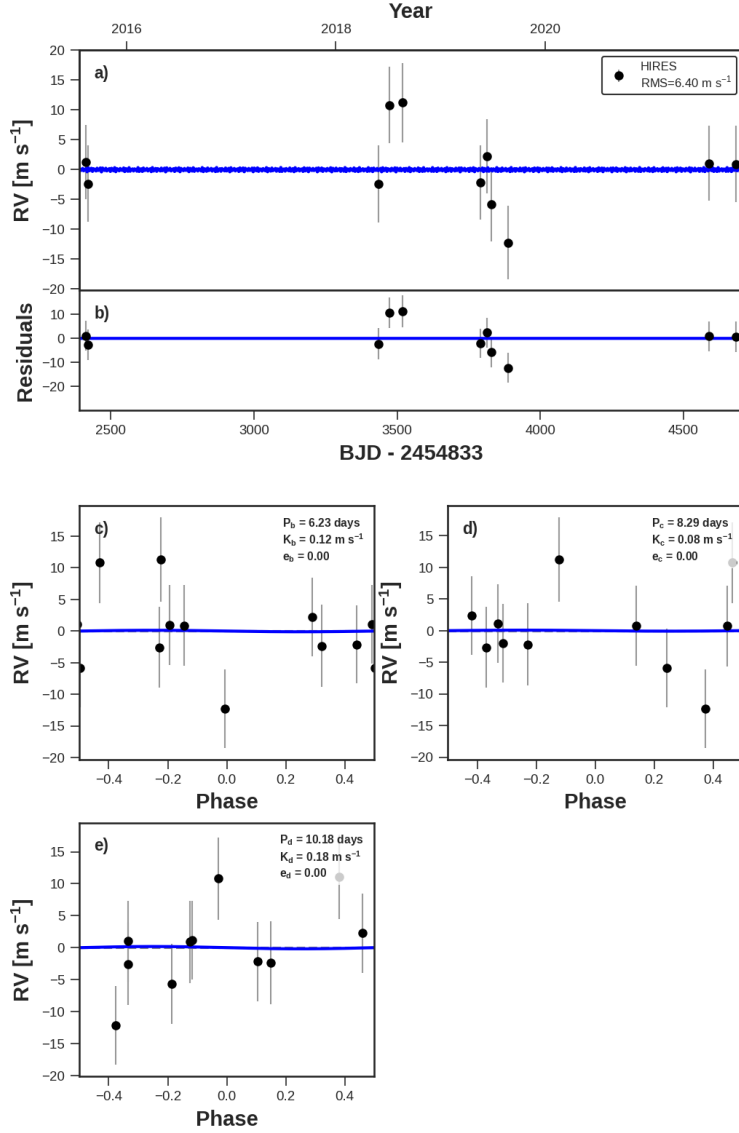 Year
2016 2018 2020
a)
HIRES
RMS=6.40 m s⁻¹
RV [m s⁻¹]
20
15
10
5
0
−5
−10
−15
−20
b)
Residuals
10
0
−10
−20
2500 3000 3500 4000 4500
BJD - 2454833
c)
P_b = 6.23 days
K_b = 0.12 m s⁻¹
e_b = 0.00
RV [m s⁻¹]
15
10
5
0
−5
−10
−15
−20
−0.4 −0.2 0.0 0.2 0.4
Phase
d)
P_c = 8.29 days
K_c = 0.08 m s⁻¹
e_c = 0.00
RV [m s⁻¹]
15
10
5
0
−5
−10
−15
−20
−0.4 −0.2 0.0 0.2 0.4
Phase
e)
P_d = 10.18 days
K_d = 0.18 m s⁻¹
e_d = 0.00
RV [m s⁻¹]
15
10
5
0
−5
−10
−15
−20
−0.4 −0.2 0.0 0.2 0.4
Phase